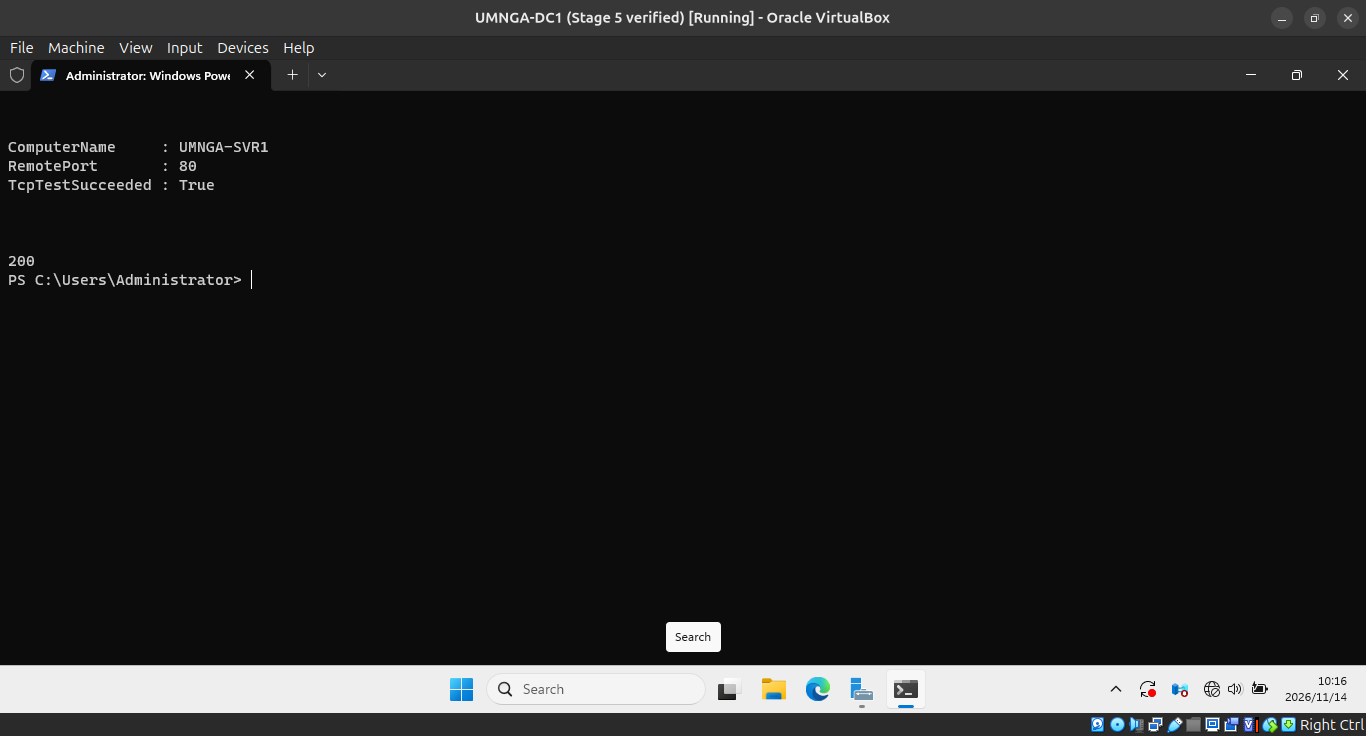 UMNGA-DC1 (Stage 5 verified) [Running] - Oracle VirtualBox
File Machine View Input Devices Help
Administrator: Windows Powe
ComputerName : UMNGA-SVR1
RemotePort : 80
TcpTestSucceeded : True
200
PS C:\Users\Administrator>
Search
Search
10:16
2026/11/14
Right Ctrl